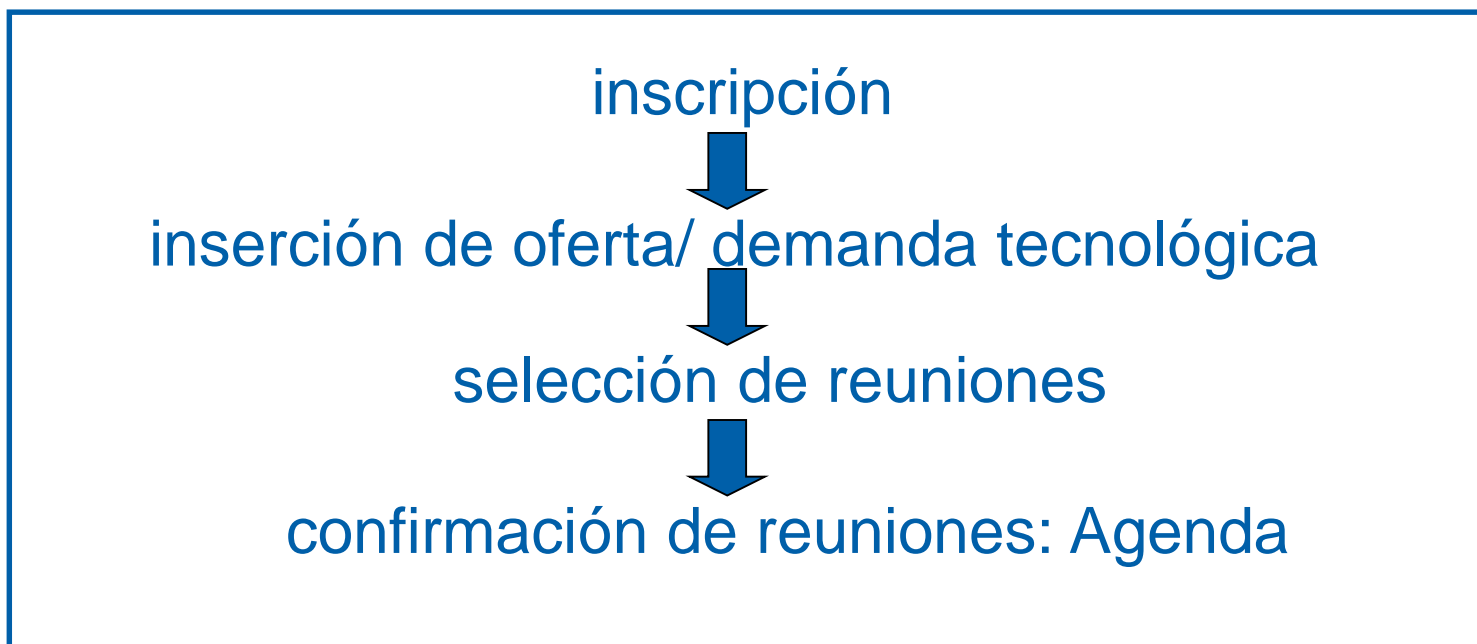 inscripción
inserción de oferta/ demanda tecnológica
selección de reuniones
confirmación de reuniones: Agenda